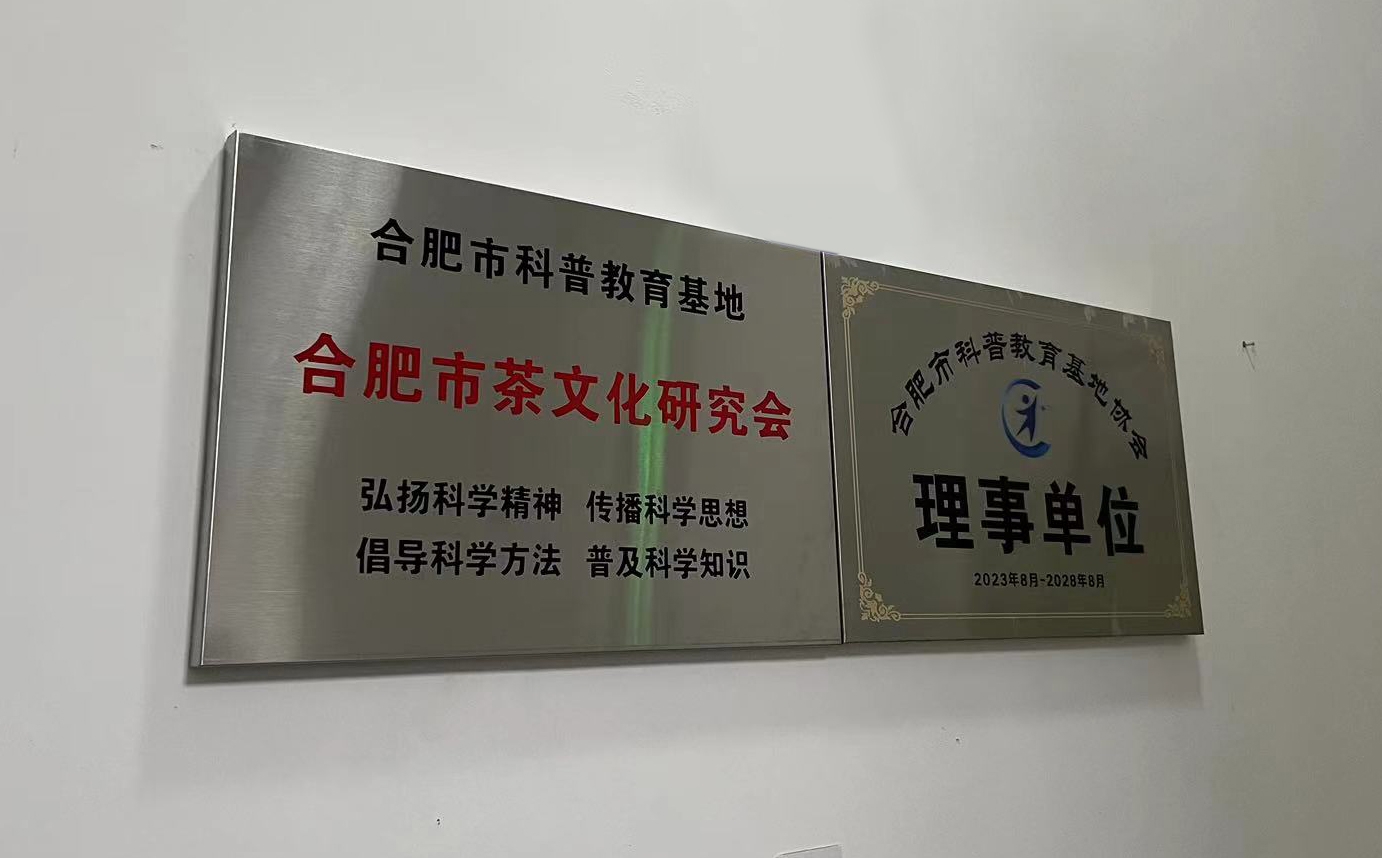 合肥市科普教育基地
合肥市茶文化研究会
弘扬科学精神 传播科学思想
倡导科学方法 普及科学知识
合肥市科普教育基地协会
理事单位
2023年8月-2028年8月